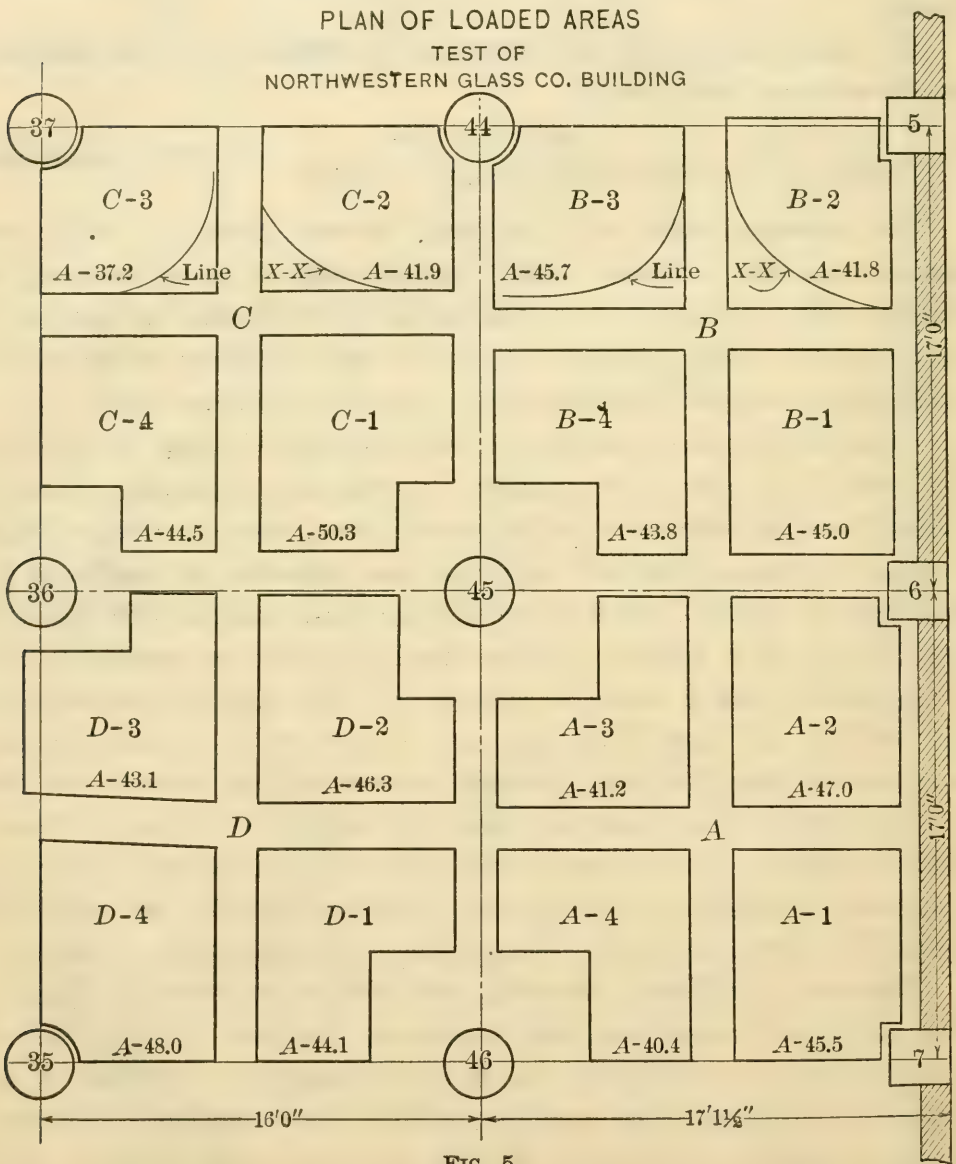 PLAN OF LOADED AREAS
TEST OF
NORTHWESTERN GLASS CO. BUILDING
37
44
5
C-3
C-2
B-3
B-2
A-37.2
Line
X-X
A-41.9
A-45.7
Line
X-X
A-41.8
C
B
17'0"
C-4
C-1
B-4
B-1
A-44.5
A-50.3
A-43.8
A-45.0
36
45
6
D-3
D-2
A-3
A-2
A-43.1
A-46.3
A-41.2
A-47.0
D
A
17'0"
D-4
D-1
A-4
A-1
A-48.0
A-44.1
A-40.4
A-45.5
35
46
7
16'0"
17'1½"
FIG. 5